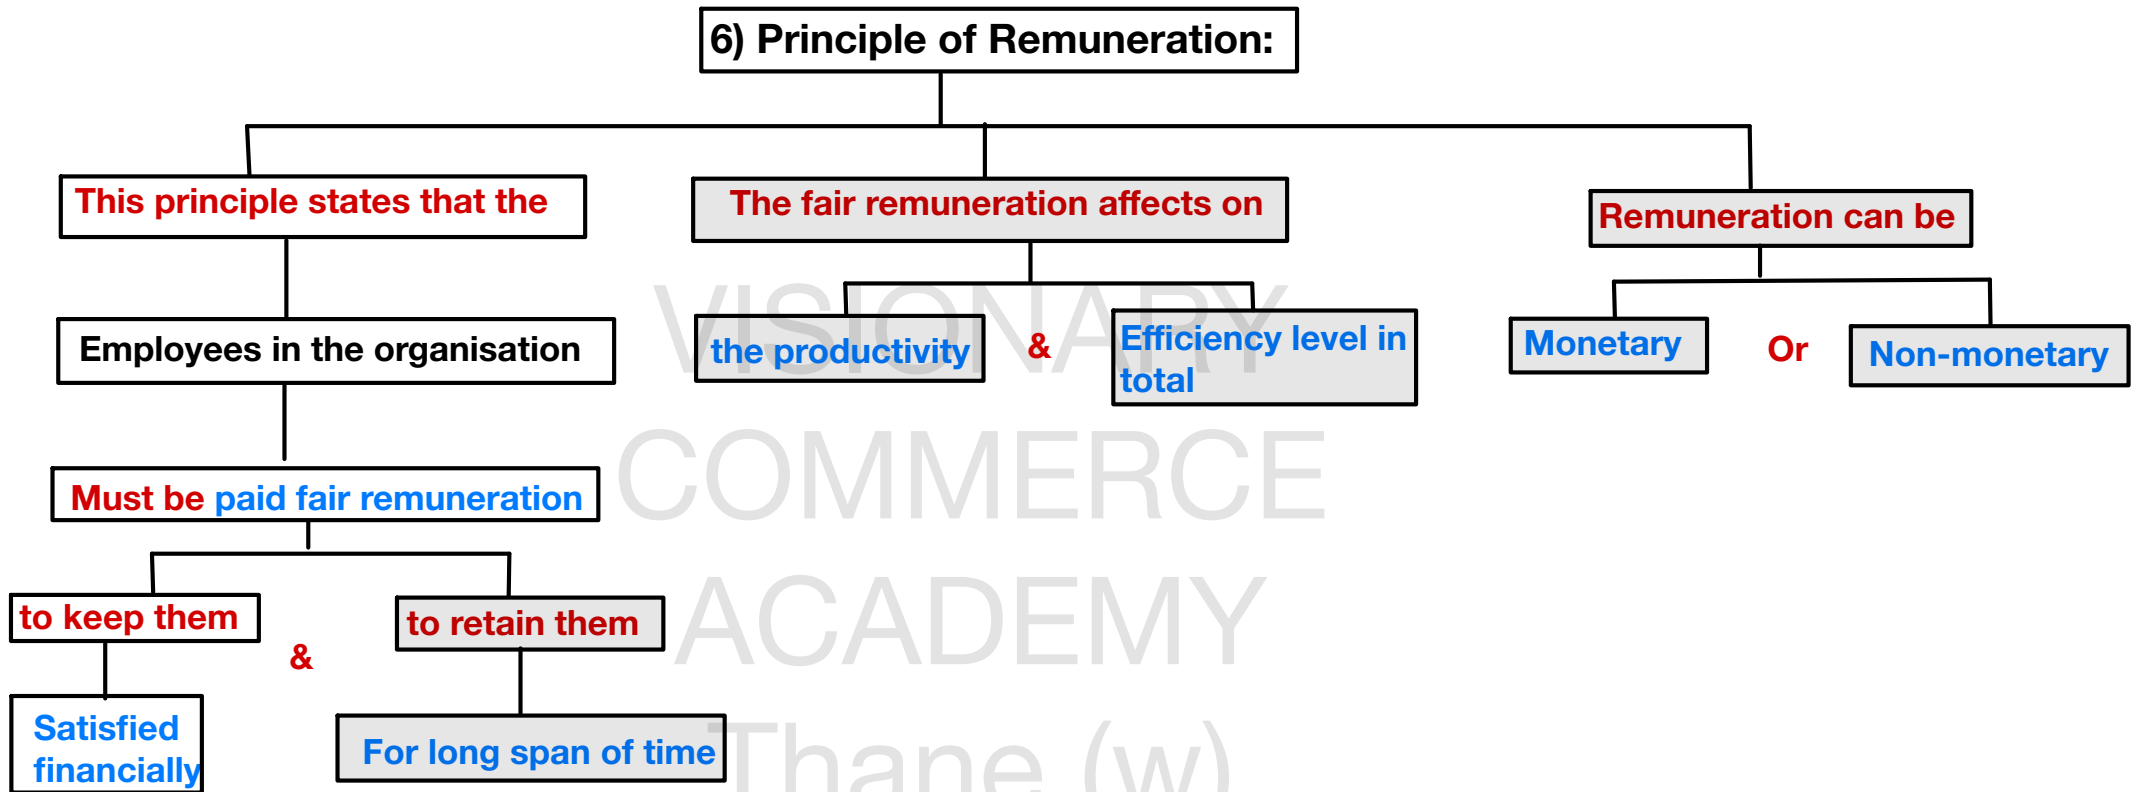 6) Principle of Remuneration:
This principle states that the
Employees in the organisation
Must be paid fair remuneration
to keep them
&
to retain them
Satisfied
financially
For long span of time
The fair remuneration affects on
the productivity
&
Efficiency level in
total
Remuneration can be
Monetary
Or
Non-monetary
VISIONARY
COMMERCE
ACADEMY
Thane (w)